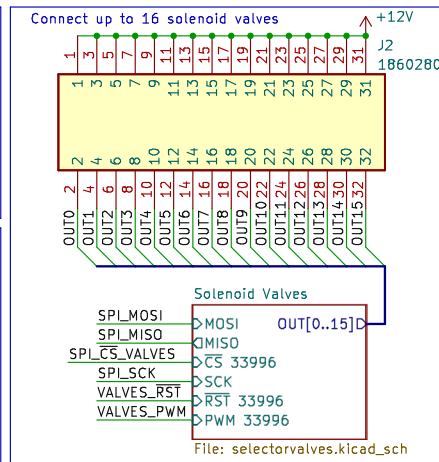 Connect up to 16 solenoid valves
+12V
J2
1860280
1 3 5 7 9 11 13 15 17 19 21 23 25 27 29 31
1 3 5 7 9 11 13 15 17 19 21 23 25 27 29 31
2 4 6 8 10 12 14 16 18 20 22 24 26 28 30 32
2 4 6 8 10 12 14 16 18 20 22 24 26 28 30 32
OUT0 OUT1 OUT2 OUT3 OUT4 OUT5 OUT6 OUT7 OUT8 OUT9 OUT10 OUT11 OUT12 OUT13 OUT14 OUT15
Solenoid Valves
SPI_MOSI MOSI OUT[0..15]
SPI_MISO MISO
SPI_C̅S̅_VALVES C̅S̅ 33996
SPI_SCK SCK
VALVES_R̅S̅T̅ R̅S̅T̅ 33996
VALVES_PWM PWM 33996
File: selectorvalves.kicad_sch